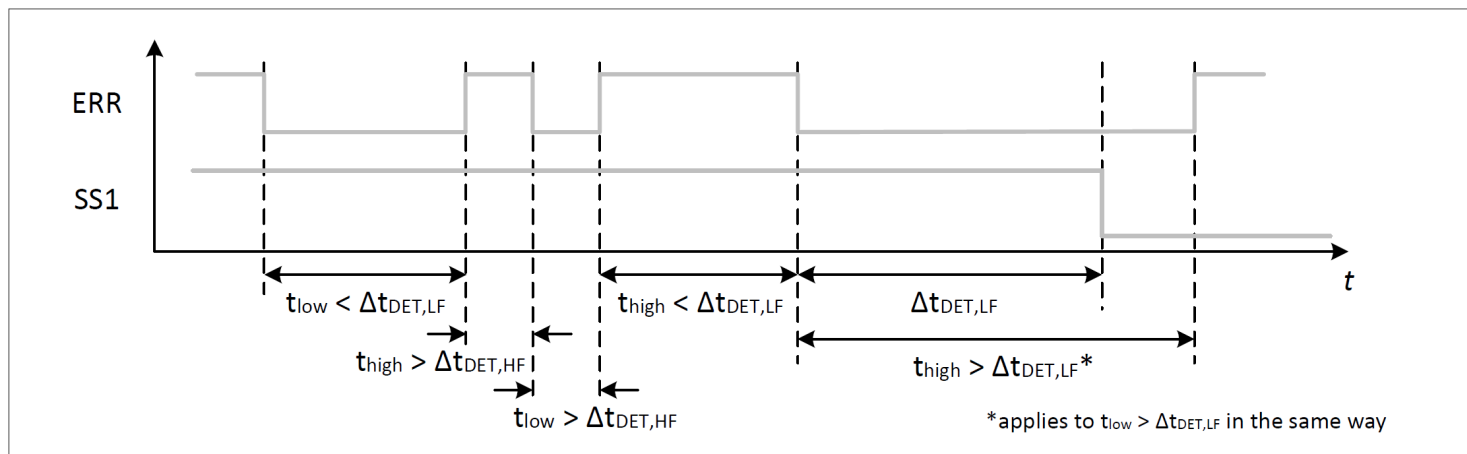 ERR
SS1
t
tlow < ΔtDET,LF
thigh < ΔtDET,LF
ΔtDET,LF
thigh > ΔtDET,HF
thigh > ΔtDET,LF*
tlow > ΔtDET,HF
*applies to tlow > ΔtDET,LF in the same way